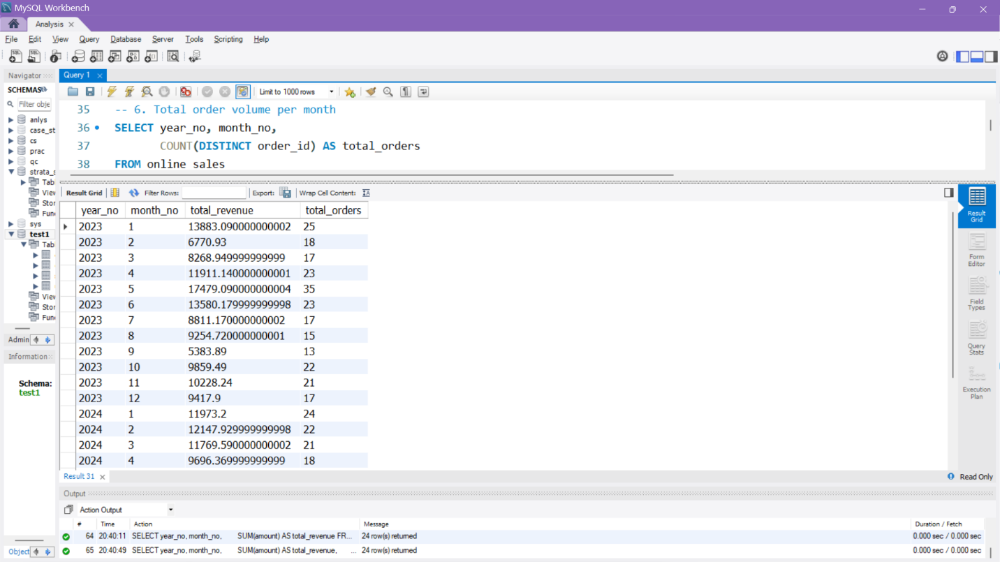 MySQL Workbench
Analysis
File Edit View Query Database Server Tools Scripting Help
Navigator
Query 1
SCHEMAS
Limit to 1000 rows
Filter obje
35 -- 6. Total order volume per month
36 SELECT year_no, month_no,
37 COUNT(DISTINCT order_id) AS total_orders
38 FROM online sales
anlys
case_st
cs
prac
qc
strata_s
Tab
View
Stor
Fun
sys
test1
Tab
View
Stor
Fun
Admin
Information
Schema:
test1
Object
Result Grid Filter Rows: Export: Wrap Cell Content:
year_no month_no total_revenue total_orders
2023 1 13883.090000000002 25
2023 2 6770.93 18
2023 3 8268.949999999999 17
2023 4 11911.140000000001 23
2023 5 17479.090000000004 35
2023 6 13580.179999999998 23
2023 7 8811.170000000002 17
2023 8 9254.720000000001 15
2023 9 5383.89 13
2023 10 9859.49 22
2023 11 10228.24 21
2023 12 9417.9 17
2024 1 11973.2 24
2024 2 12147.929999999998 22
2024 3 11769.590000000002 21
2024 4 9696.369999999999 18
Result
Grid
Form
Editor
Field
Types
Query
Stats
Execution
Plan
Result 31
Read Only
Output
Action Output
# Time Action Message Duration / Fetch
64 20:40:11 SELECT year_no, month_no, SUM(amount) AS total_revenue FR... 24 row(s) returned 0.000 sec / 0.000 sec
65 20:40:49 SELECT year_no, month_no, SUM(amount) AS total_revenue, ... 24 row(s) returned 0.000 sec / 0.000 sec